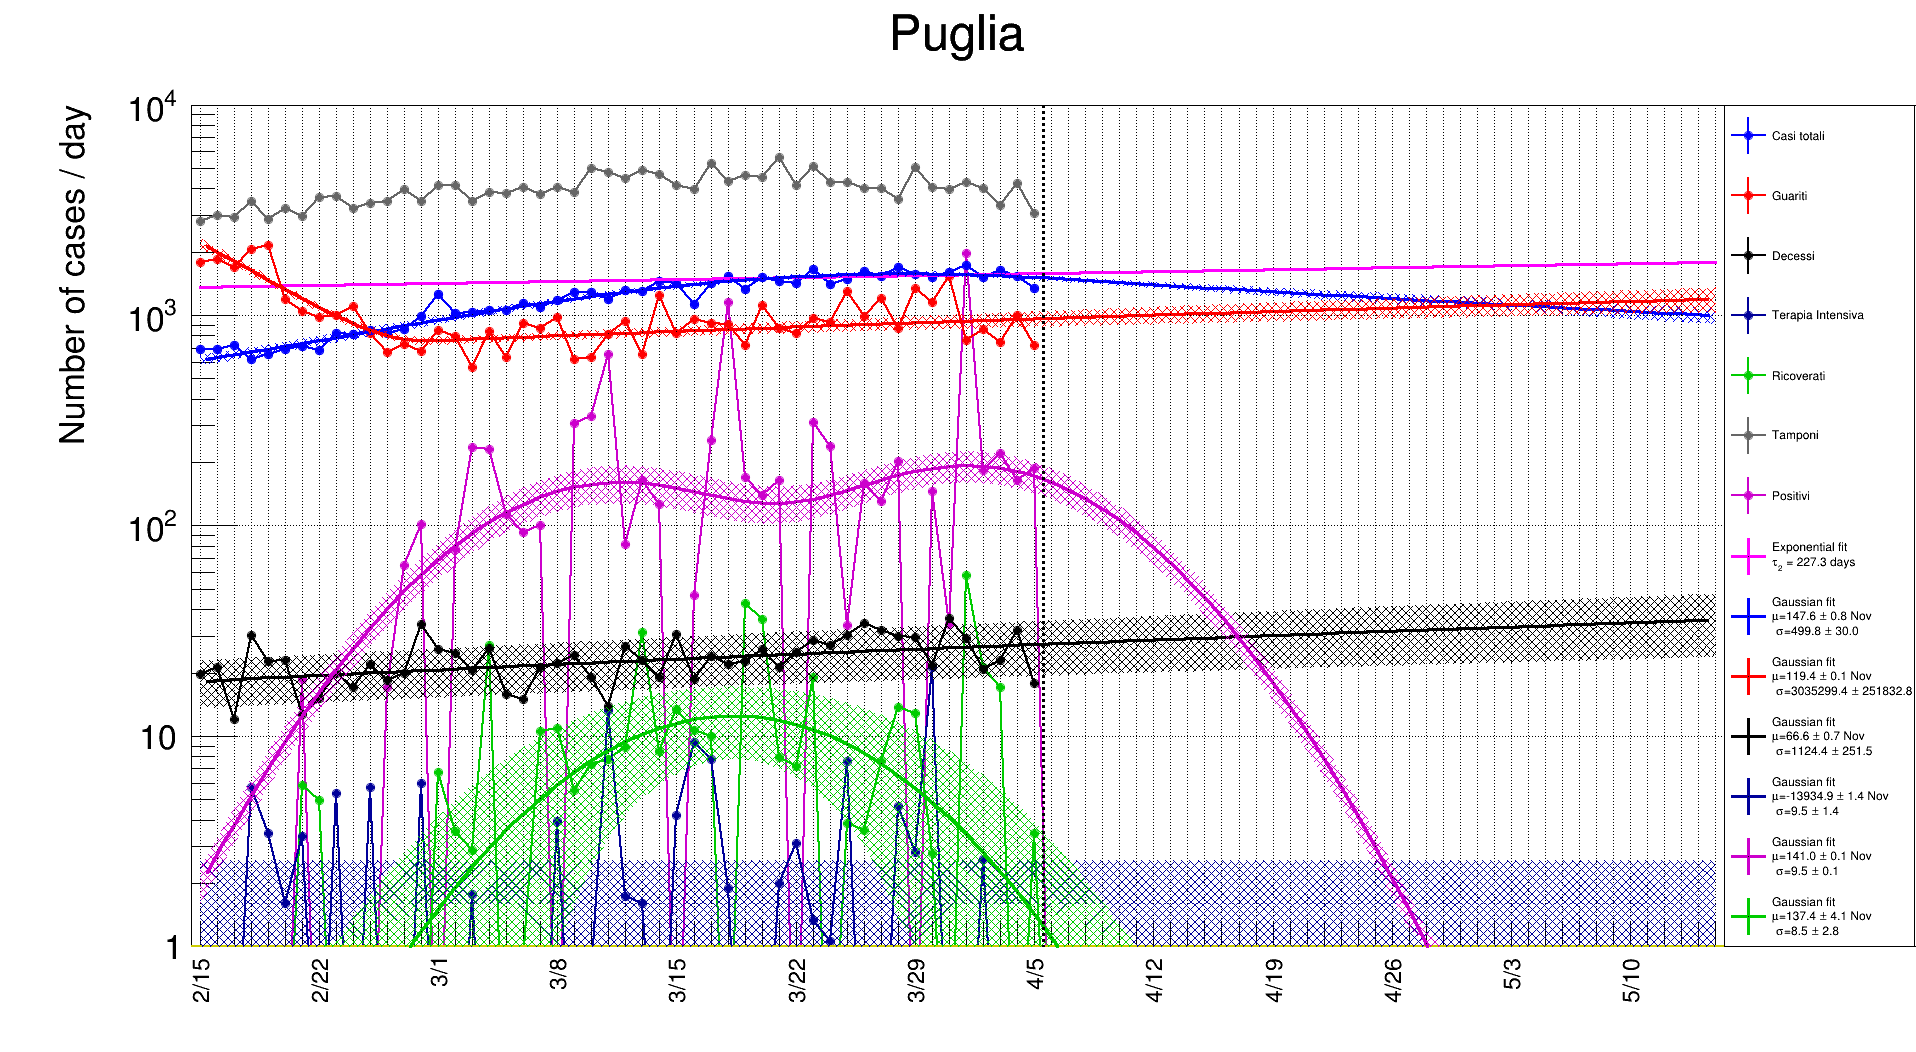 Puglia
Number of cases / day
10^4
10^3
10^2
10
1
2/15
2/22
3/1
3/8
3/15
3/22
3/29
4/5
4/12
4/19
4/26
5/3
5/10
Casi totali
Guariti
Decessi
Terapia Intensiva
Ricoverati
Tamponi
Positivi
Exponential fit
τ₂ = 227.3 days
Gaussian fit
μ=147.6 ± 0.8 Nov
σ=499.8 ± 30.0
Gaussian fit
μ=119.4 ± 0.1 Nov
σ=3035299.4 ± 251832.8
Gaussian fit
μ=66.6 ± 0.7 Nov
σ=1124.4 ± 251.5
Gaussian fit
μ=-13934.9 ± 1.4 Nov
σ=9.5 ± 1.4
Gaussian fit
μ=141.0 ± 0.1 Nov
σ=9.5 ± 0.1
Gaussian fit
μ=137.4 ± 4.1 Nov
σ=8.5 ± 2.8